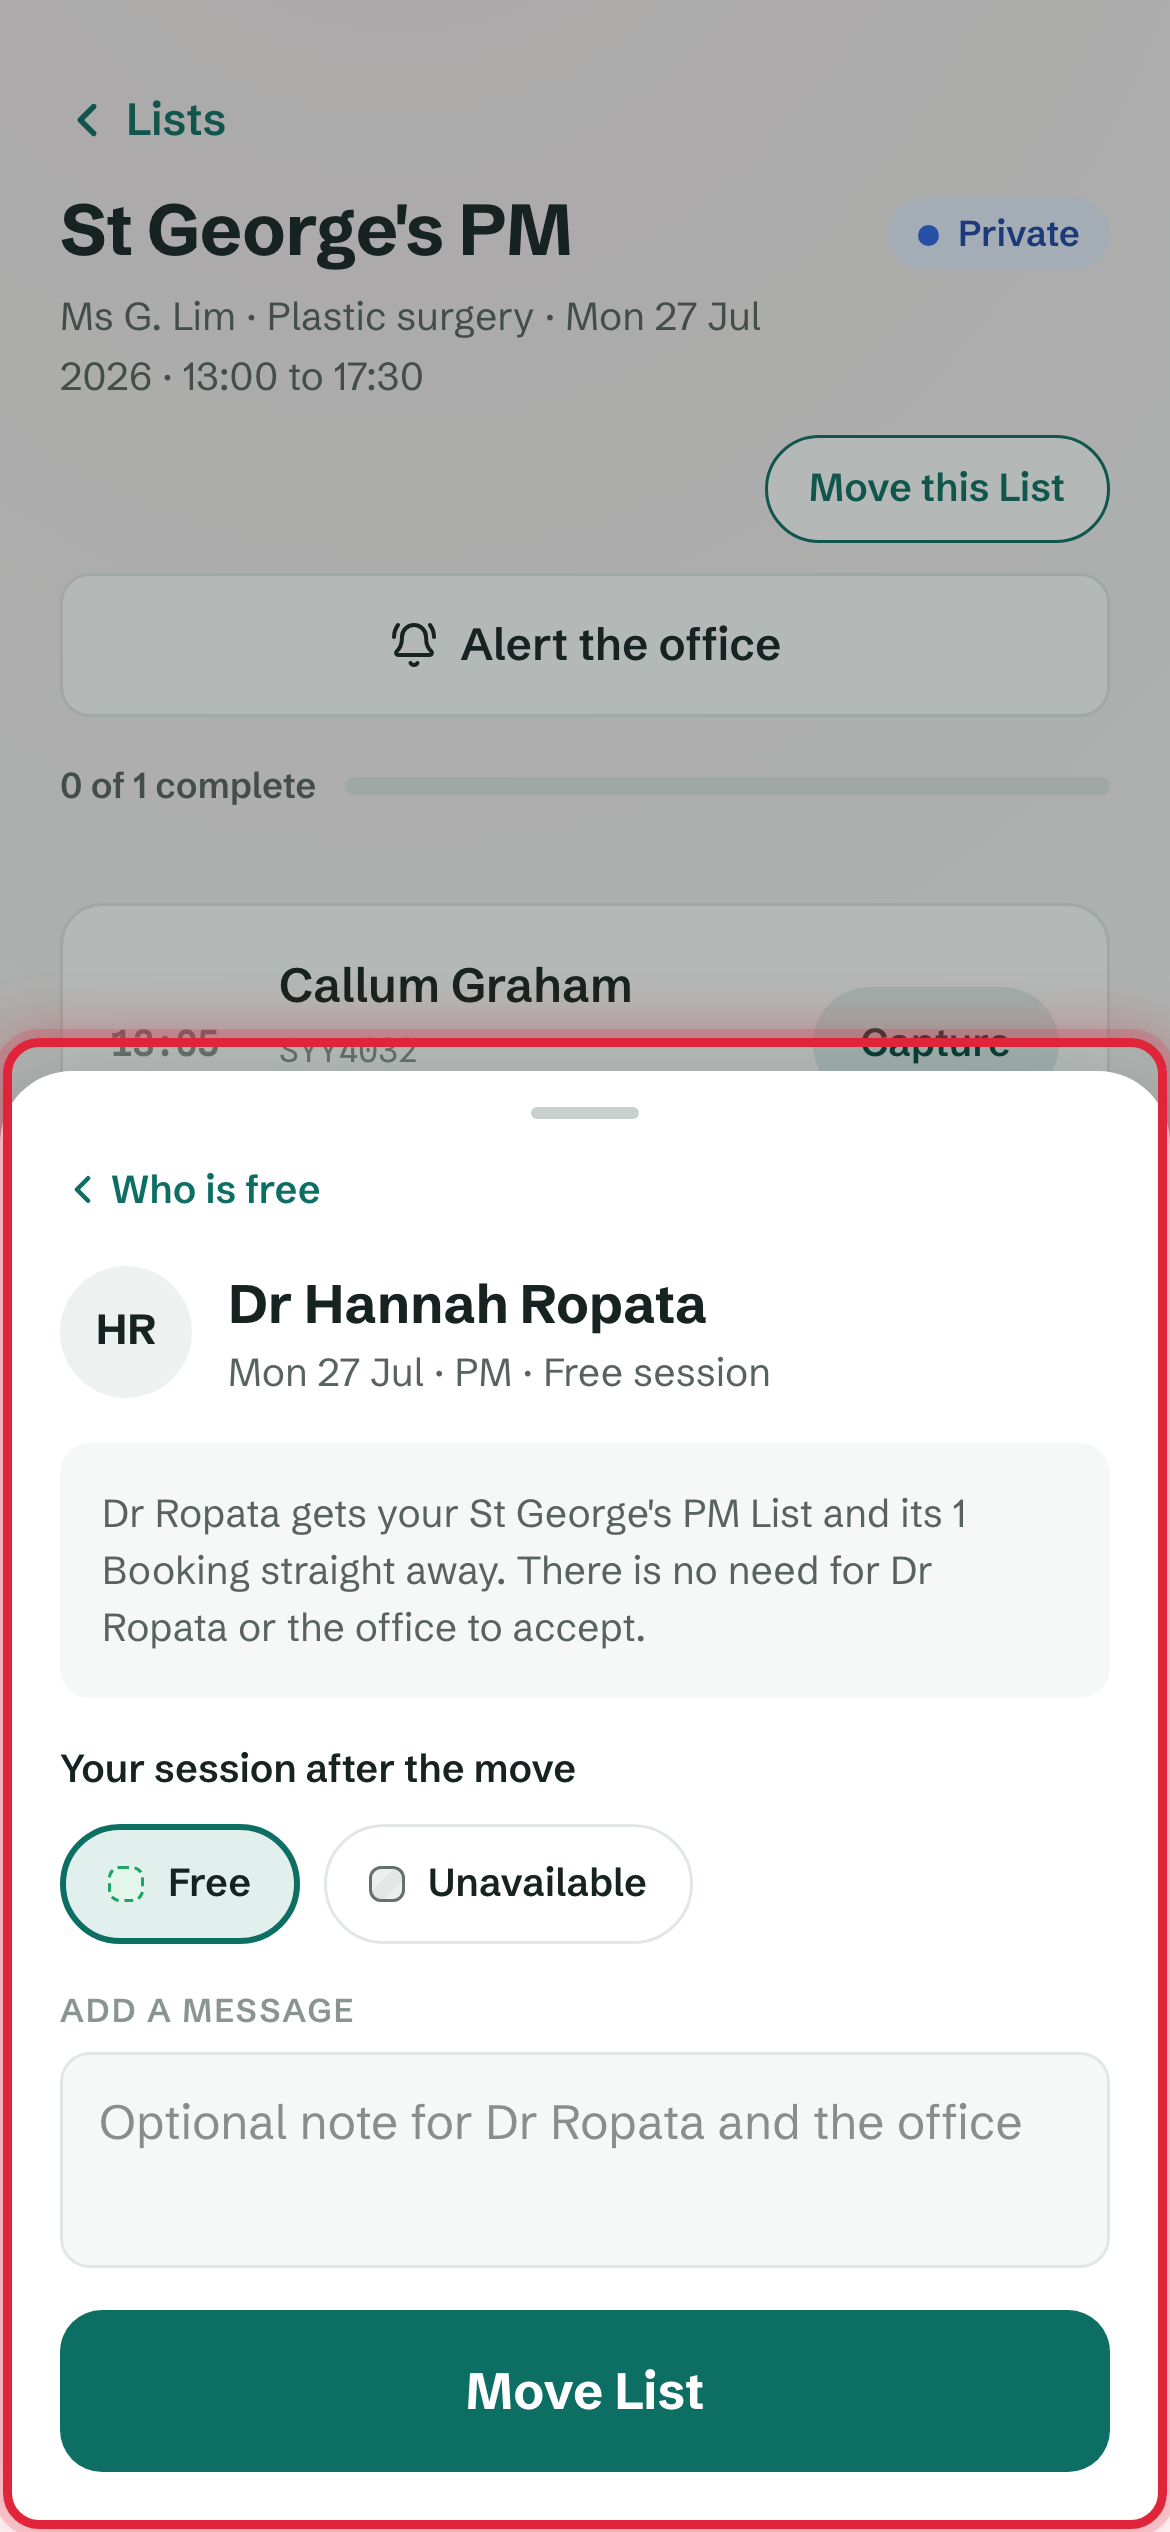 Lists
St George's PM
Private
Ms G. Lim · Plastic surgery · Mon 27 Jul
2026 · 13:00 to 17:30
Move this List
Alert the office
0 of 1 complete
Callum Graham
13:05
SYY4032
Capture
Who is free
HR
Dr Hannah Ropata
Mon 27 Jul · PM · Free session
Dr Ropata gets your St George's PM List and its 1
Booking straight away. There is no need for Dr
Ropata or the office to accept.
Your session after the move
Free
Unavailable
ADD A MESSAGE
Optional note for Dr Ropata and the office
Move List